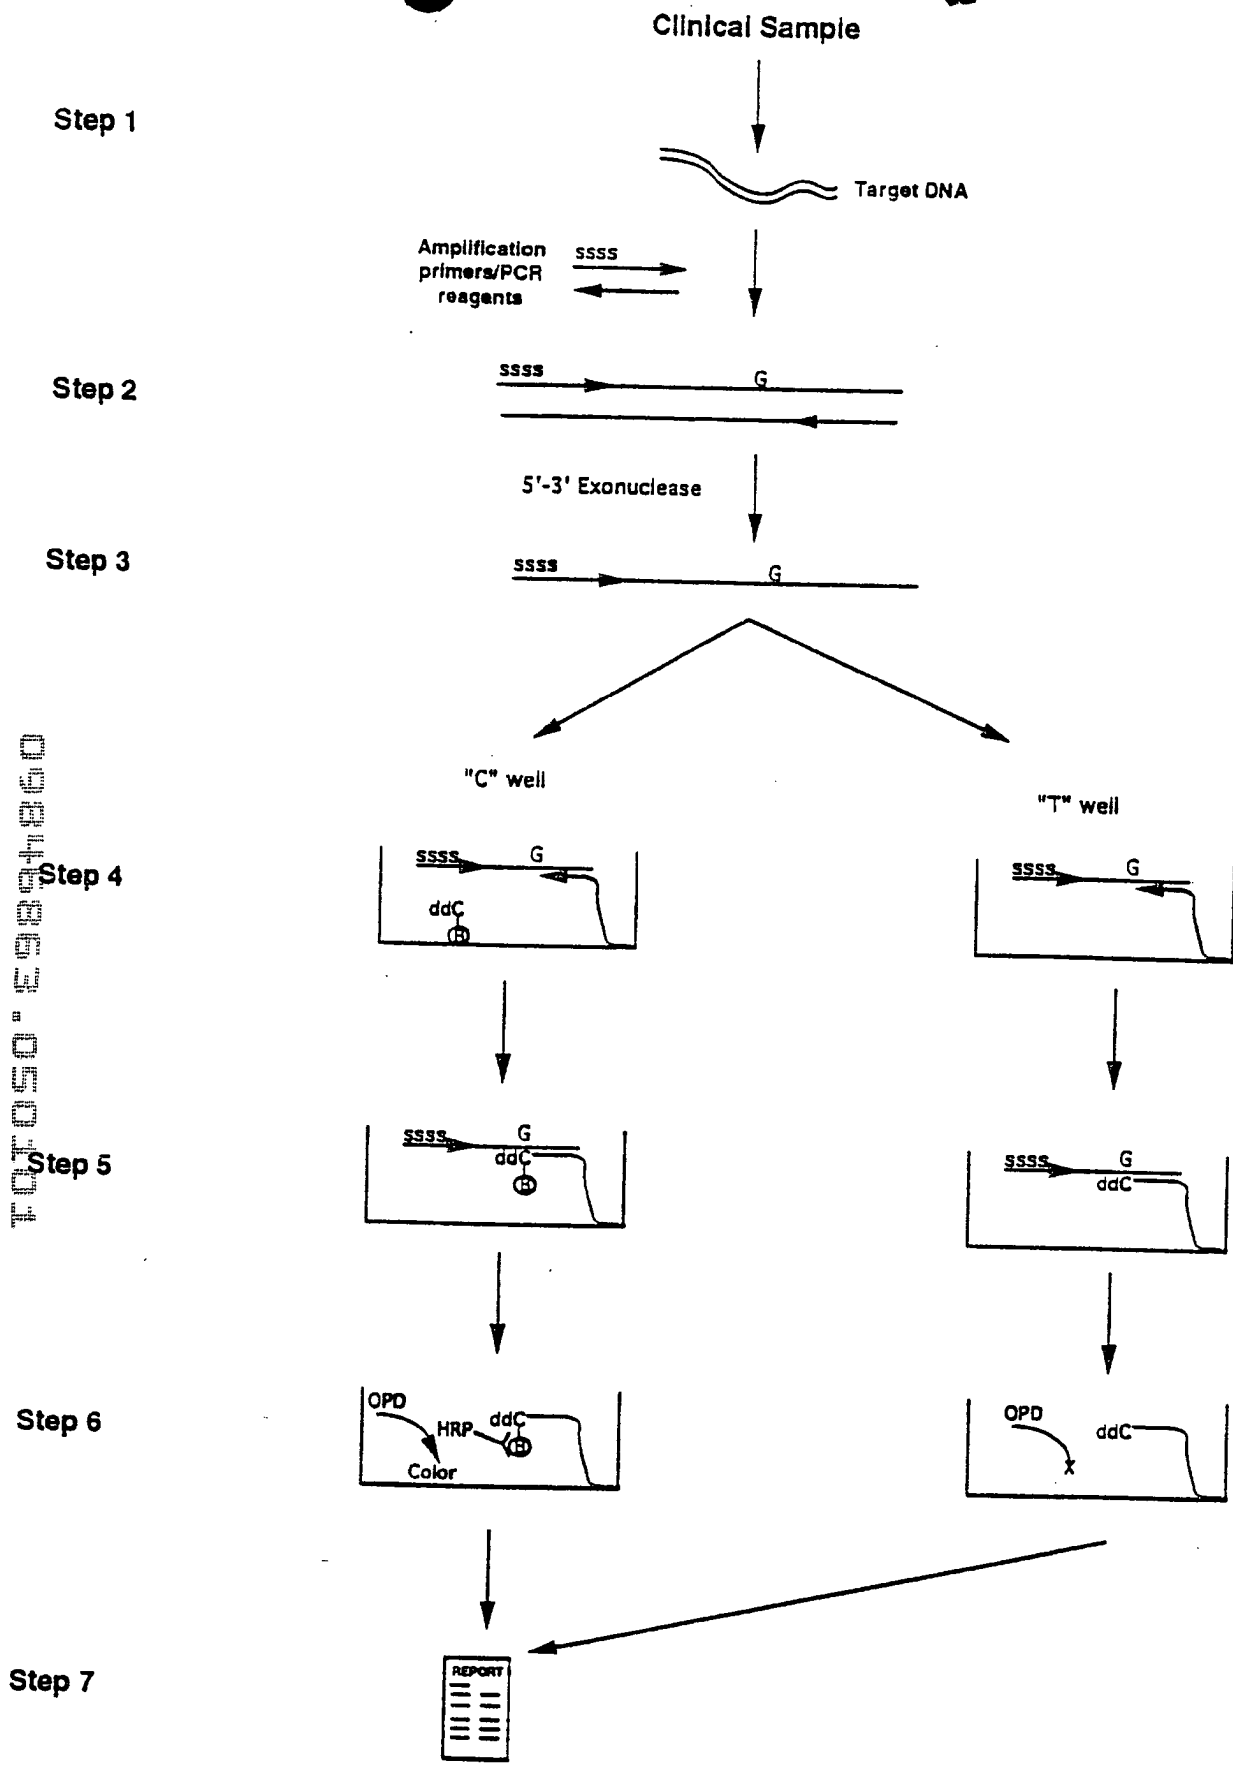 Clinical Sample
Step 1
Target DNA
Amplification
primers/PCR
reagents
ssss
Step 2
ssss
G
5'-3' Exonuclease
Step 3
ssss
G
"C" well
"T" well
Step 4
ssss
G
ddC
B
ssss
G
Step 5
ssss
G
ddC
B
ssss
G
ddC
Step 6
OPD
HRP
ddC
B
Color
OPD
ddC
X
Step 7
REPORT